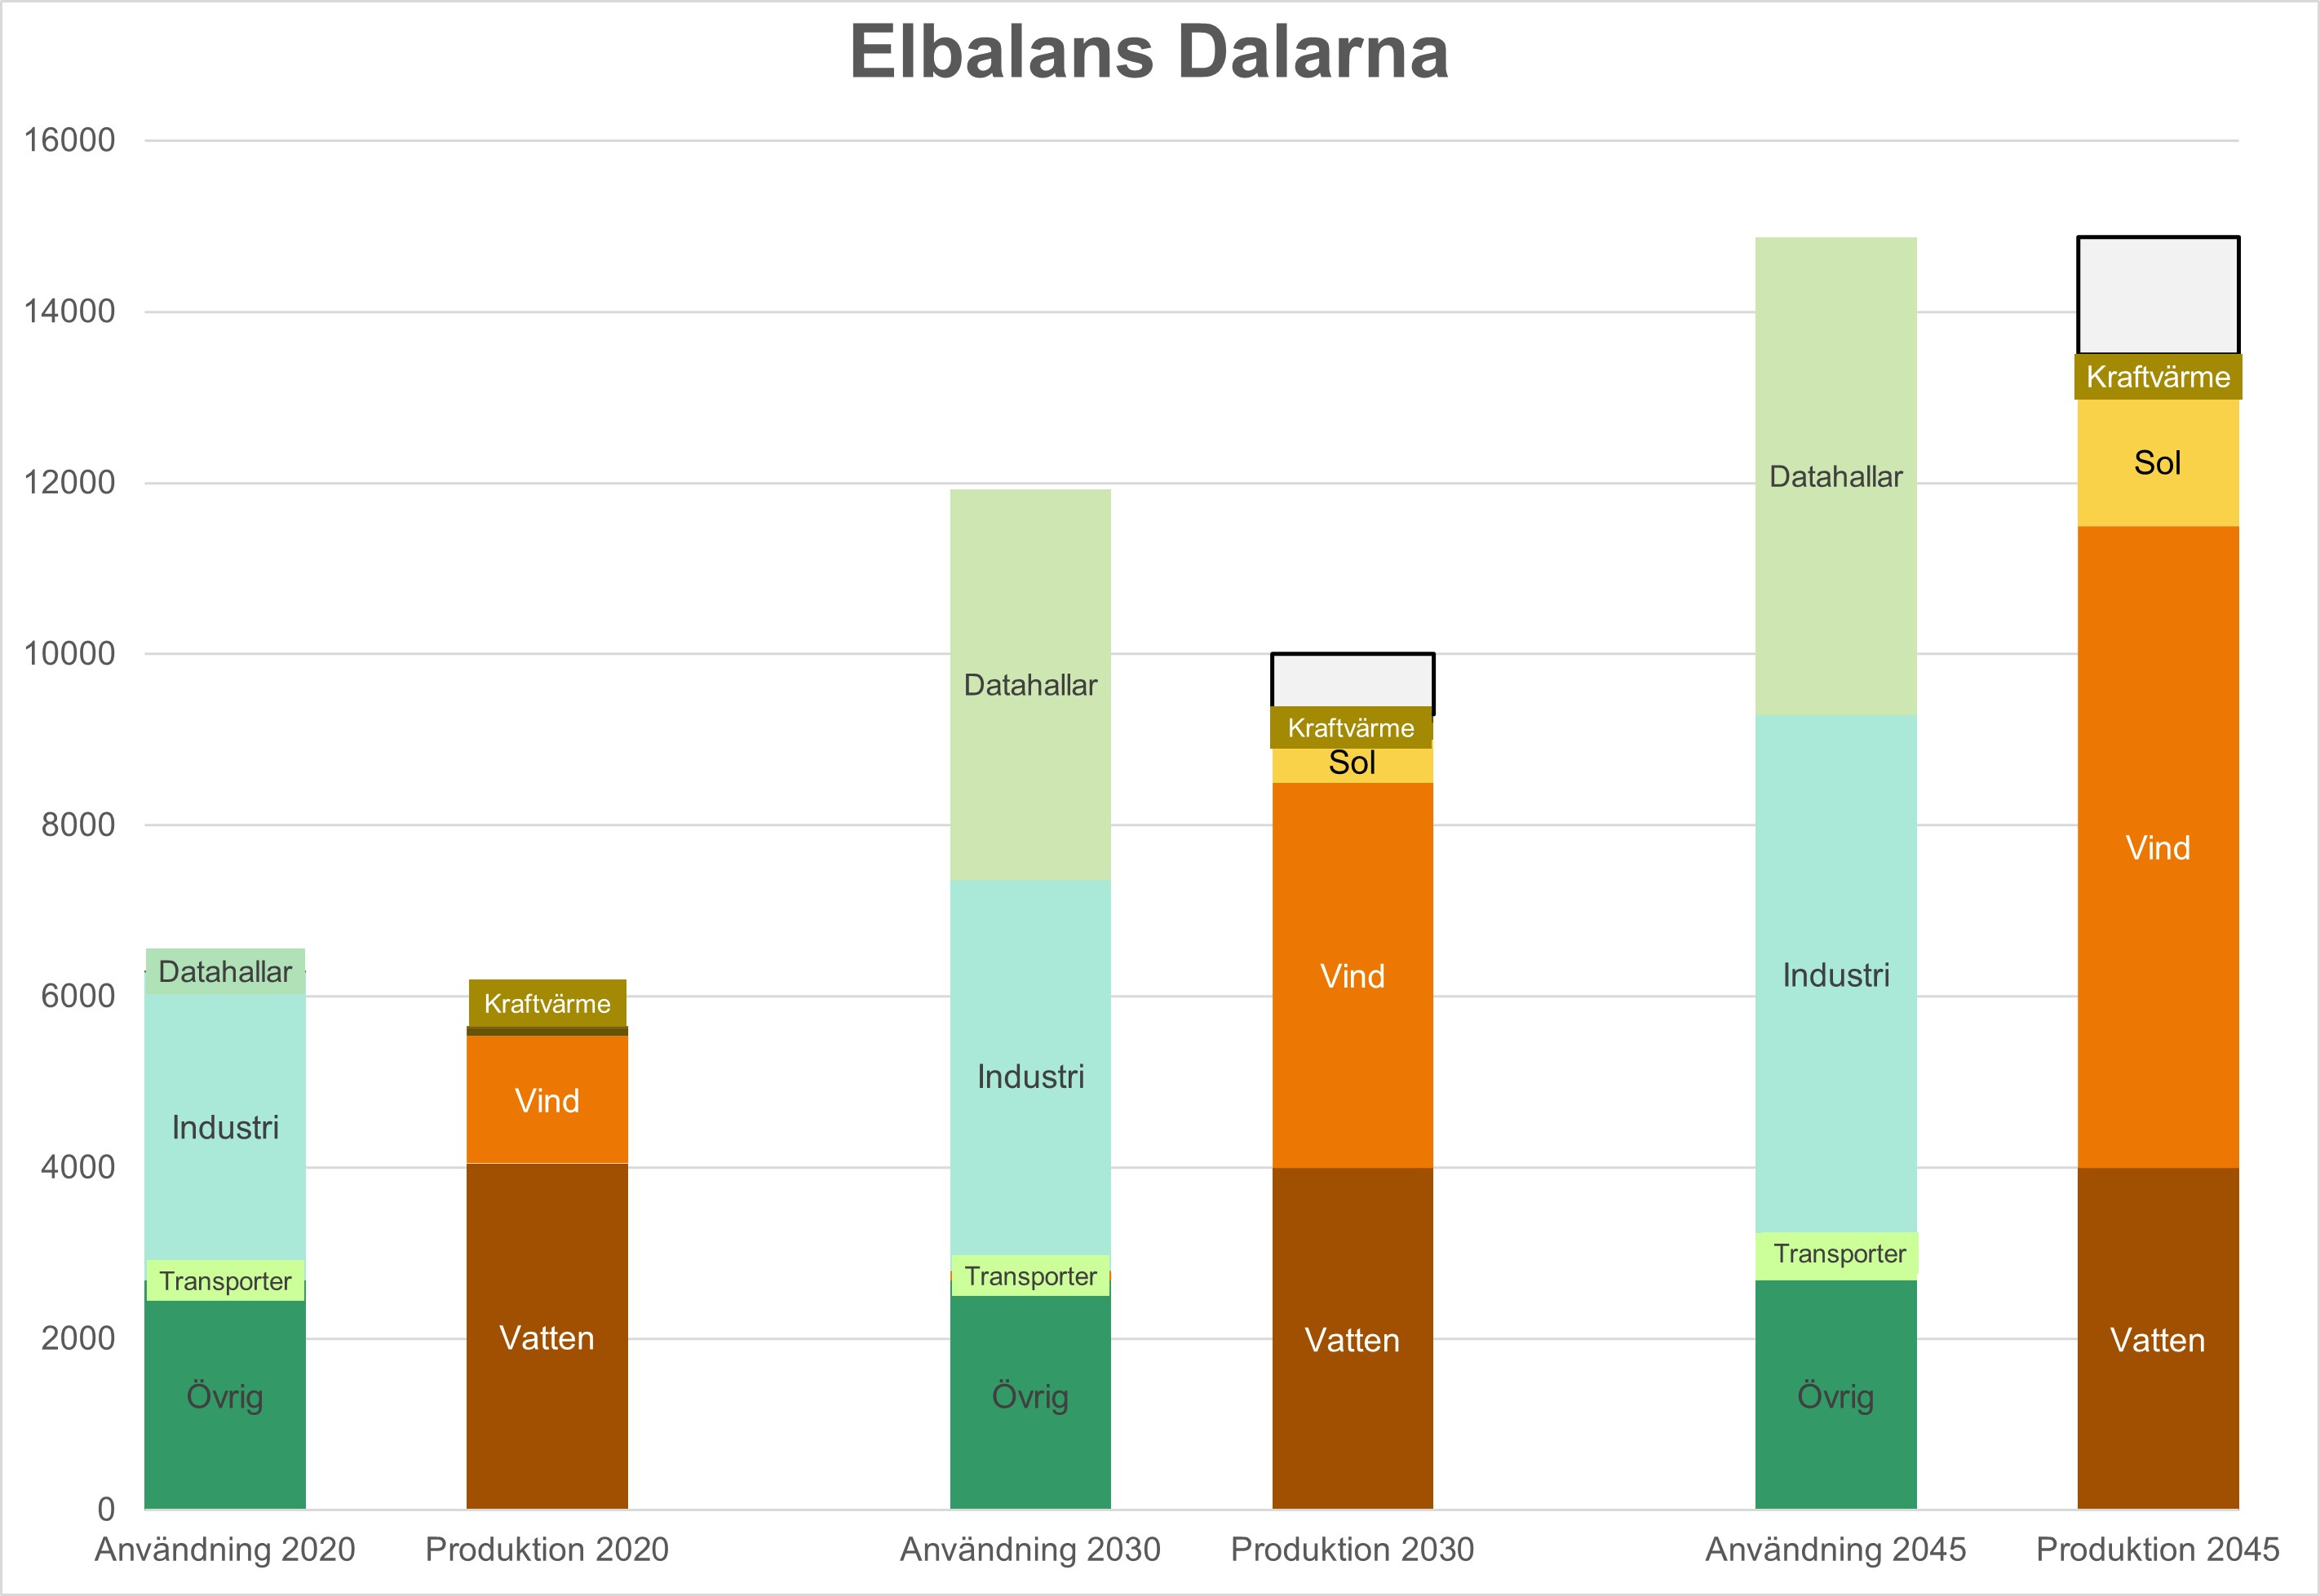 Elbalans Dalarna
16000
14000
12000
10000
8000
6000
4000
2000
0
Datahallar
Industri
Transporter
Övrig
Kraftvärme
Vind
Vatten
Datahallar
Industri
Transporter
Övrig
Kraftvärme
Sol
Vind
Vatten
Datahallar
Industri
Transporter
Övrig
Kraftvärme
Sol
Vind
Vatten
Användning 2020
Produktion 2020
Användning 2030
Produktion 2030
Användning 2045
Produktion 2045